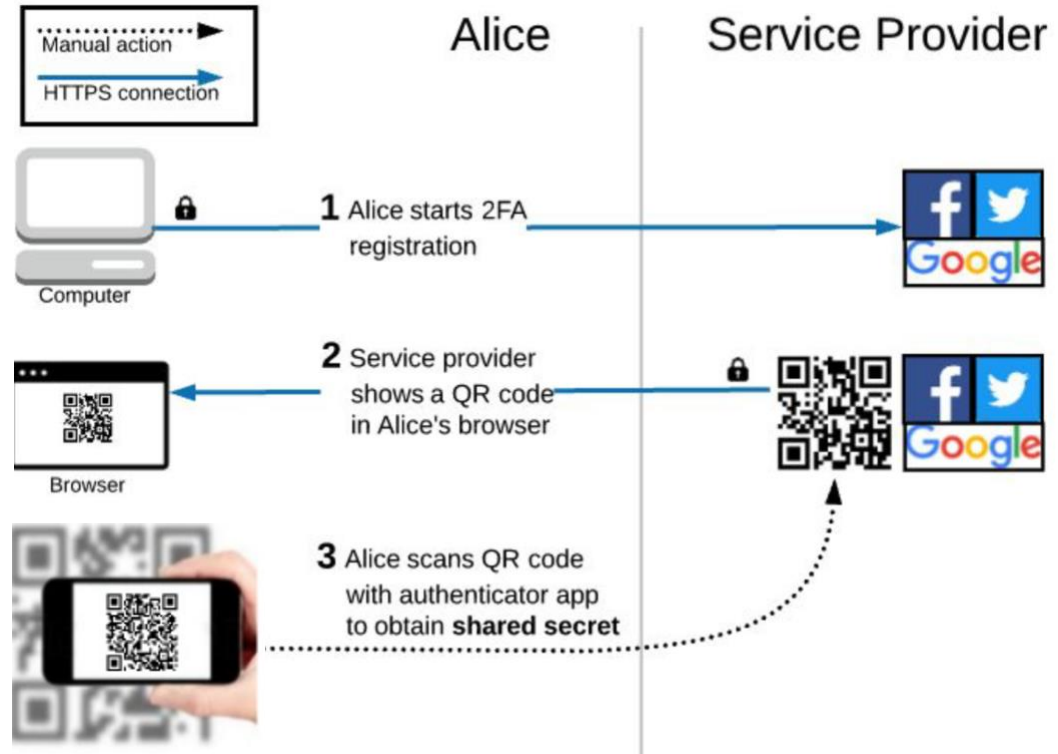 Manual action
HTTPS connection
Alice
Service Provider
Computer
1 Alice starts 2FA
registration
f
Google
Browser
2 Service provider
shows a QR code
in Alice's browser
f
Google
3 Alice scans QR code
with authenticator app
to obtain shared secret